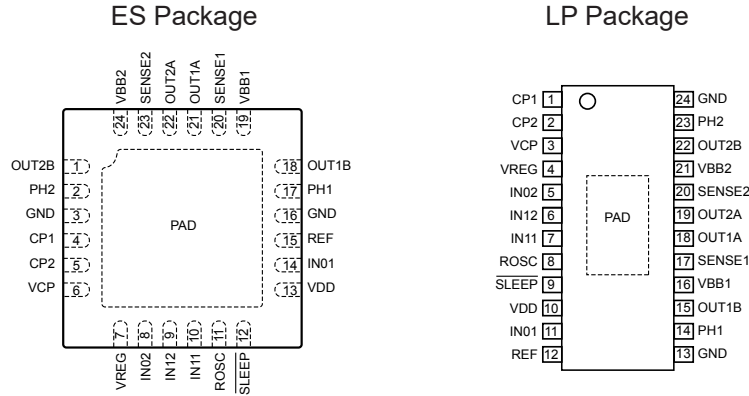 ES Package
LP Package
VBB2
SENSE2
OUT2A
OUT1A
SENSE1
VBB1
24
23
22
21
20
19
OUT2B 1
PH2 2
GND 3
CP1 4
CP2 5
VCP 6
PAD
18 OUT1B
17 PH1
16 GND
15 REF
14 IN01
13 VDD
7
8
9
10
11
12
VREG
IN02
IN12
IN11
ROSC
SLEEP
CP1 1
CP2 2
VCP 3
VREG 4
IN02 5
IN12 6
IN11 7
ROSC 8
SLEEP 9
VDD 10
IN01 11
REF 12
PAD
24 GND
23 PH2
22 OUT2B
21 VBB2
20 SENSE2
19 OUT2A
18 OUT1A
17 SENSE1
16 VBB1
15 OUT1B
14 PH1
13 GND